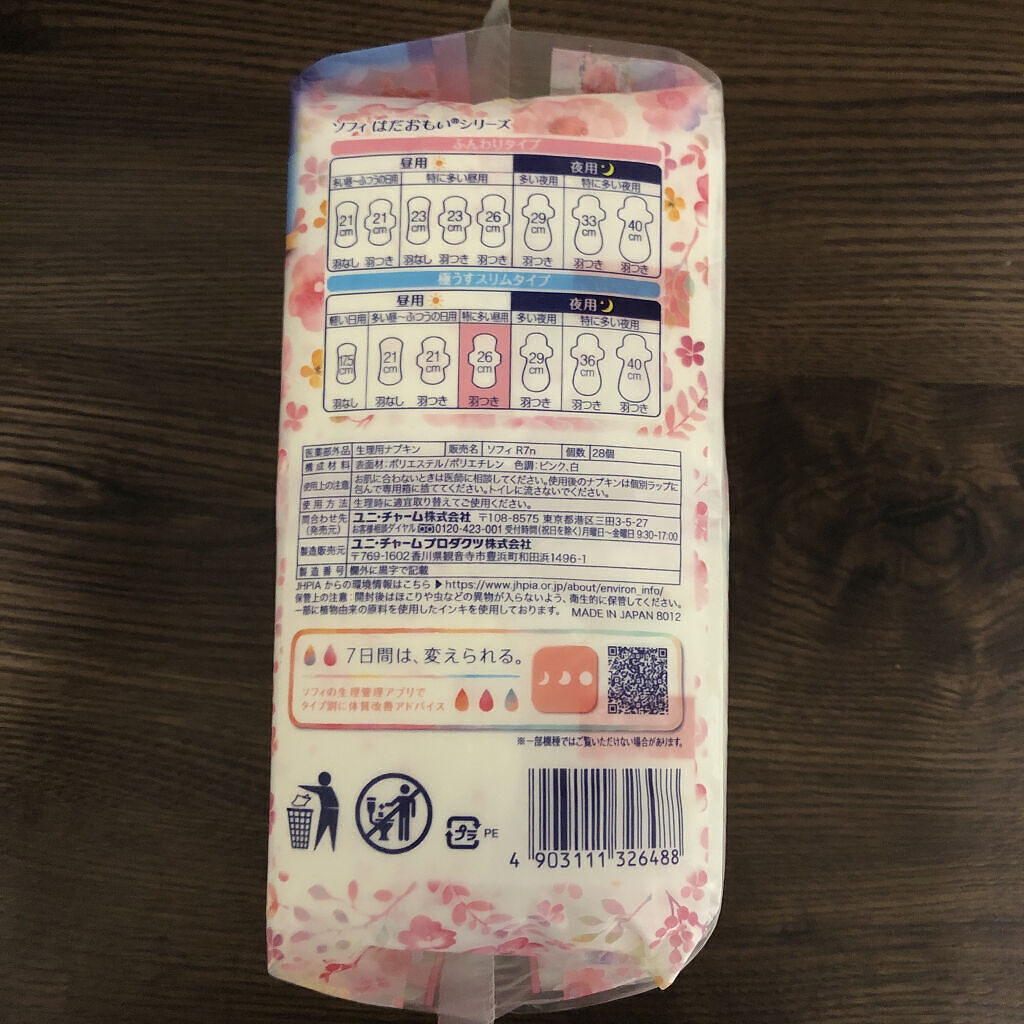 ソフィ はだおもい®シリーズ
ふんわりタイプ
昼用 夜用
多い昼〜ふつうの日用 特に多い昼用 多い夜用 特に多い夜用
21cm 21cm 23cm 23cm 26cm 29cm 33cm 40cm
羽なし 羽つき 羽なし 羽つき 羽つき 羽つき 羽つき 羽つき
極うすスリムタイプ
昼用 夜用
軽い日用 多い昼〜ふつうの日用 特に多い昼用 多い夜用 特に多い夜用
17.5cm 21cm 21cm 26cm 29cm 36cm 40cm
羽なし 羽なし 羽つき 羽つき 羽つき 羽つき 羽つき
医薬部外品 生理用ナプキン 販売名 ソフィ R7n 個数 28個
構成材料 表面材:ポリエステル/ポリエチレン 色調:ピンク、白
使用上の注意 お肌に合わないときは医師に相談してください。使用後のナプキンは個別ラップに
包んで専用箱に捨ててください。トイレに流さないでください。
使用方法 生理時に適宜取り替えてご使用ください。
問合わせ先 ユニ・チャーム株式会社 〒108-8575 東京都港区三田3-5-27
(発売元) お客様相談ダイヤル 0120-423-001 受付時間(祝日を除く)月曜日〜金曜日 9:30-17:00
製造販売元 ユニ・チャームプロダクツ株式会社
〒769-1602 香川県観音寺市豊浜町和田浜1496-1
製造番号 欄外に黒字で記載
JHPIA からの環境情報はこちら ▶ https://www.jhpia.or.jp/about/environ_info/
保管上の注意:開封後はほこりや虫などの異物が入らないよう、衛生的に保管してください。
一部に植物由来の原料を使用したインキを使用しております。 MADE IN JAPAN 8012
7日間は、変えられる。
ソフィの生理管理アプリで
タイプ別に体質改善アドバイス
※一部機種ではご覧いただけない場合があります。
プラ PE
4 903111 326488